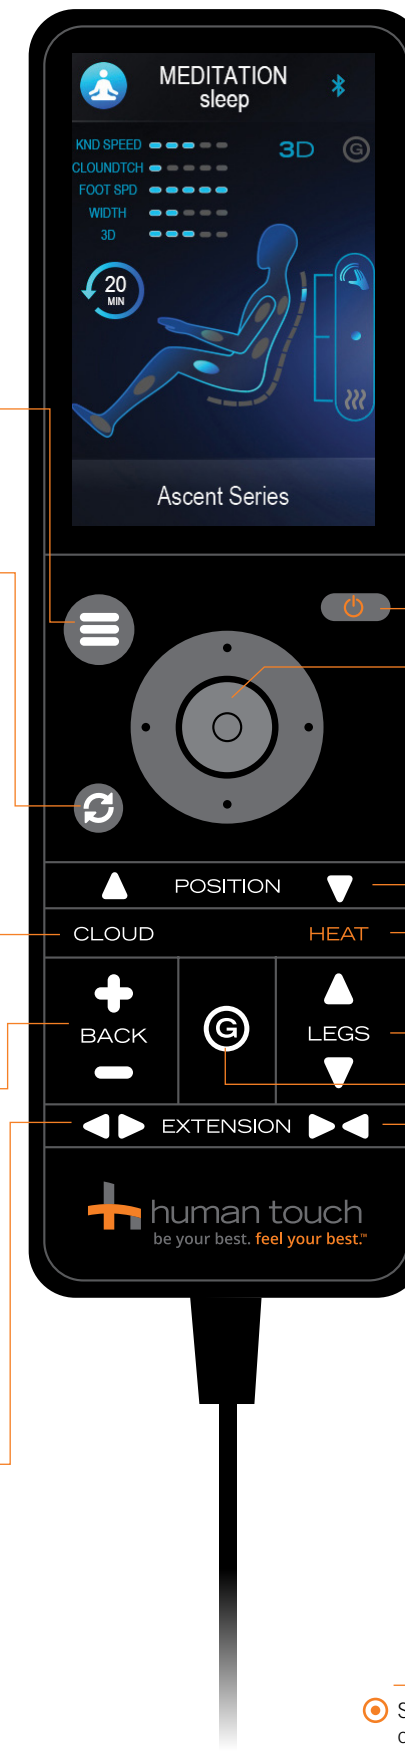 MEDITATION
sleep
KND SPEED
3D
G
CLOUNDTCH
FOOT SPD
WIDTH
3D
20
MIN
Ascent Series
POSITION
CLOUD
HEAT
BACK
G
LEGS
EXTENSION
human touch
be your best. feel your best.™